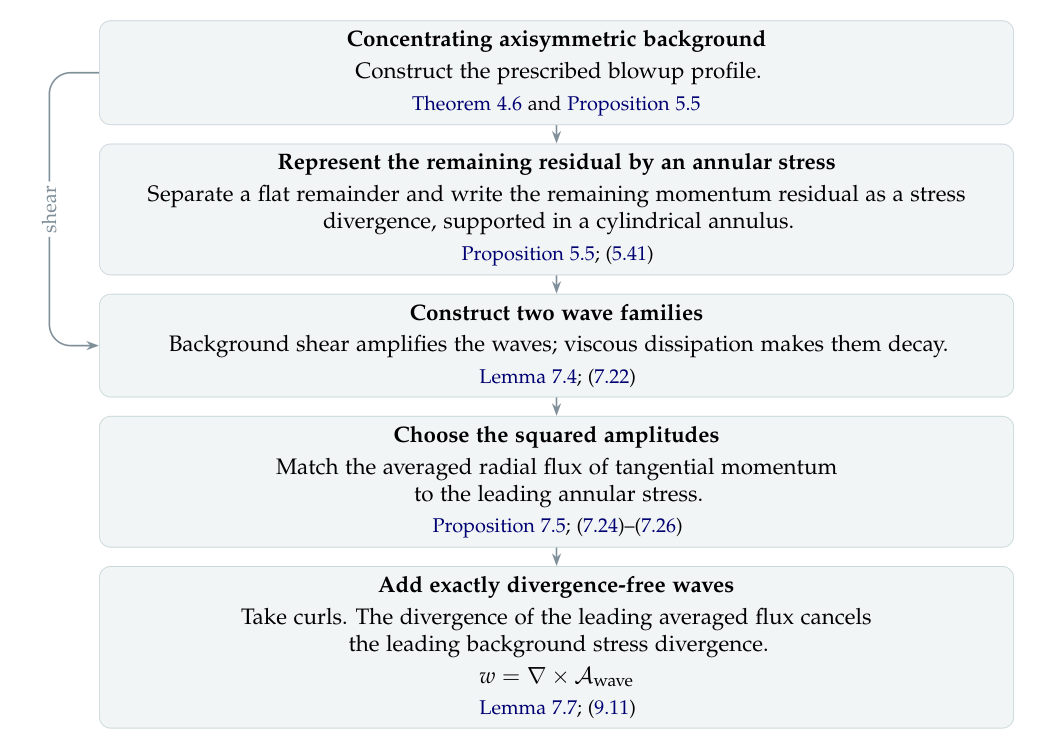 Concentrating axisymmetric background
Construct the prescribed blowup profile.
Theorem 4.6 and Proposition 5.5
shear
Represent the remaining residual by an annular stress
Separate a flat remainder and write the remaining momentum residual as a stress
divergence, supported in a cylindrical annulus.
Proposition 5.5; (5.41)
Construct two wave families
Background shear amplifies the waves; viscous dissipation makes them decay.
Lemma 7.4; (7.22)
Choose the squared amplitudes
Match the averaged radial flux of tangential momentum
to the leading annular stress.
Proposition 7.5; (7.24)–(7.26)
Add exactly divergence-free waves
Take curls. The divergence of the leading averaged flux cancels
the leading background stress divergence.
w = ∇ × 𝒜wave
Lemma 7.7; (9.11)